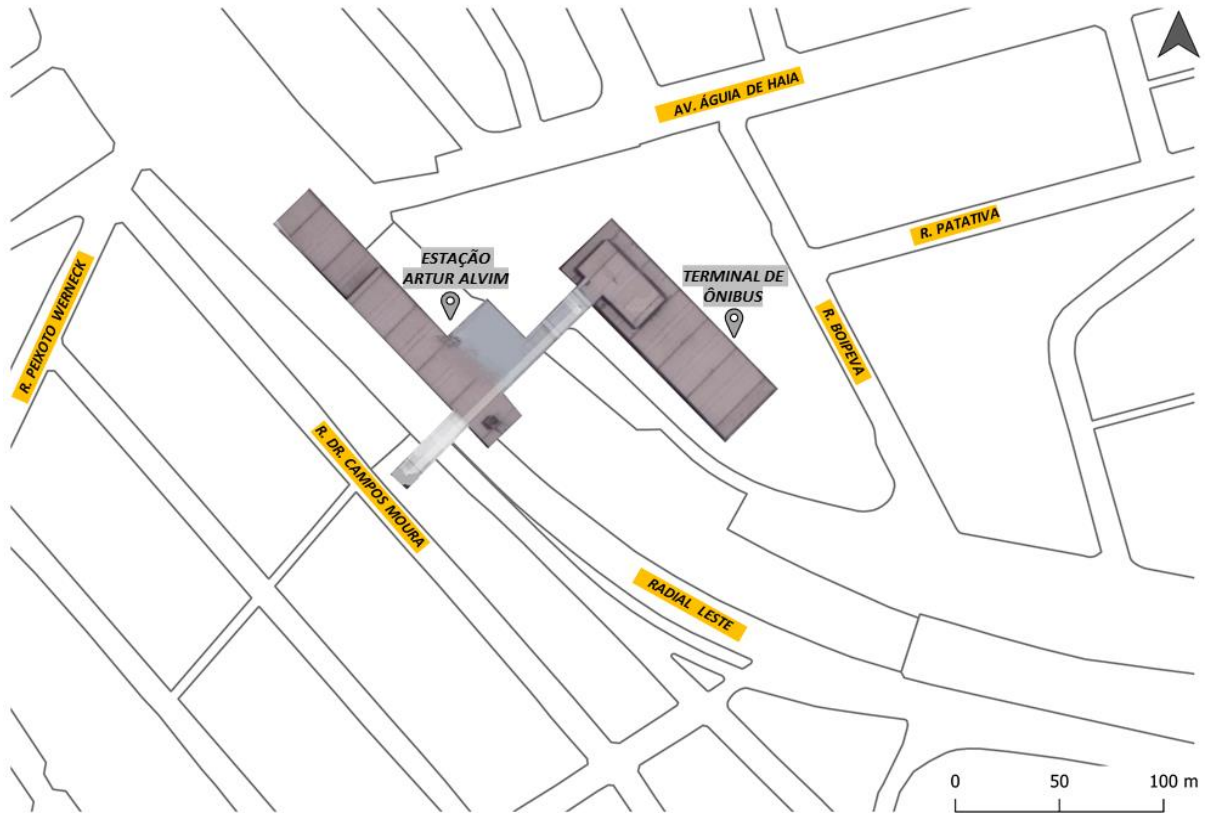 AV. ÁGUIA DE HAIA
R. PATATIVA
ESTAÇÃO
ARTUR ALVIM
TERMINAL DE
ÔNIBUS
R. PEIXOTO WERNECK
R. BOIPEVA
R. DR. CAMPOS MOURA
RADIAL LESTE
0 50 100 m